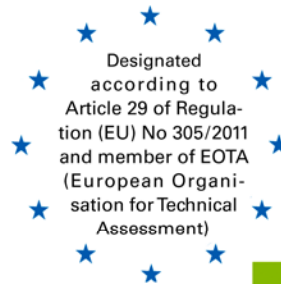 Designated
according to
Article 29 of Regula-
tion (EU) No 305/2011
and member of EOTA
(European Organi-
sation for Technical
Assessment)